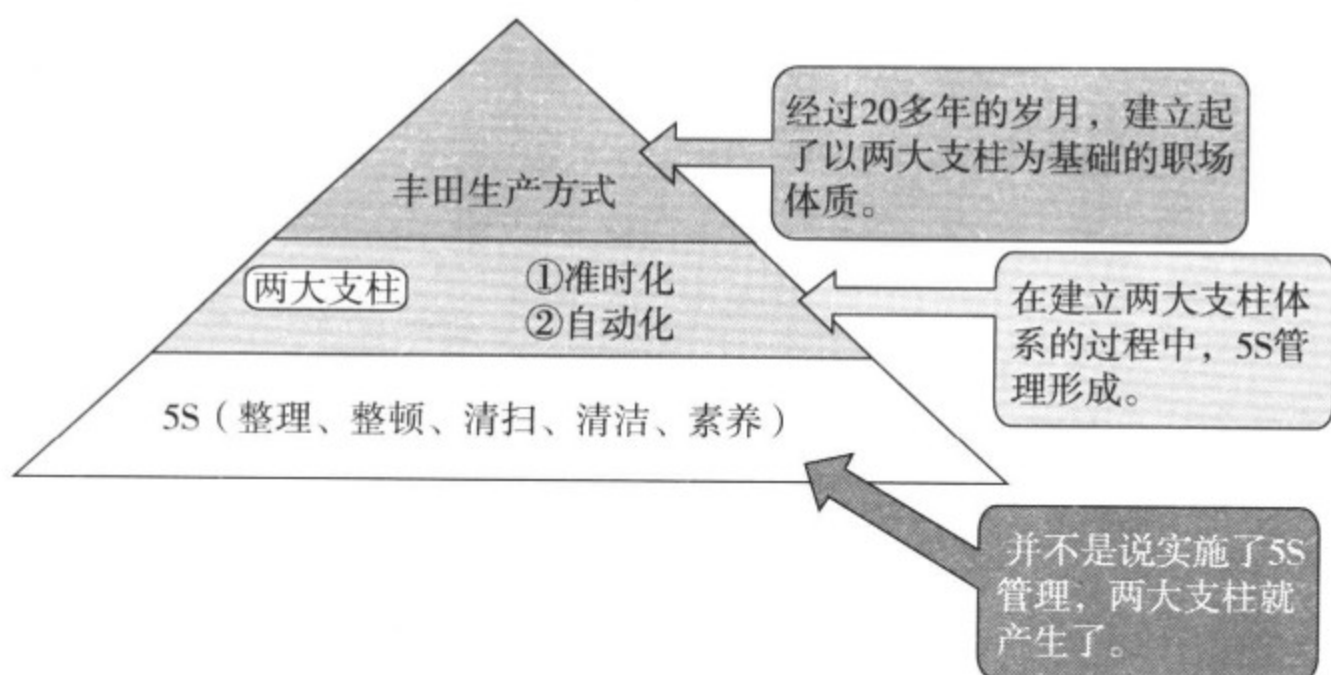 经过20多年的岁月，建立起
了以两大支柱为基础的职场
体质。
丰田生产方式
两大支柱
①准时化
②自动化
在建立两大支柱体
系的过程中，5S管
理形成。
5S（整理、整顿、清扫、清洁、素养）
并不是说实施了5S
管理，两大支柱就
产生了。